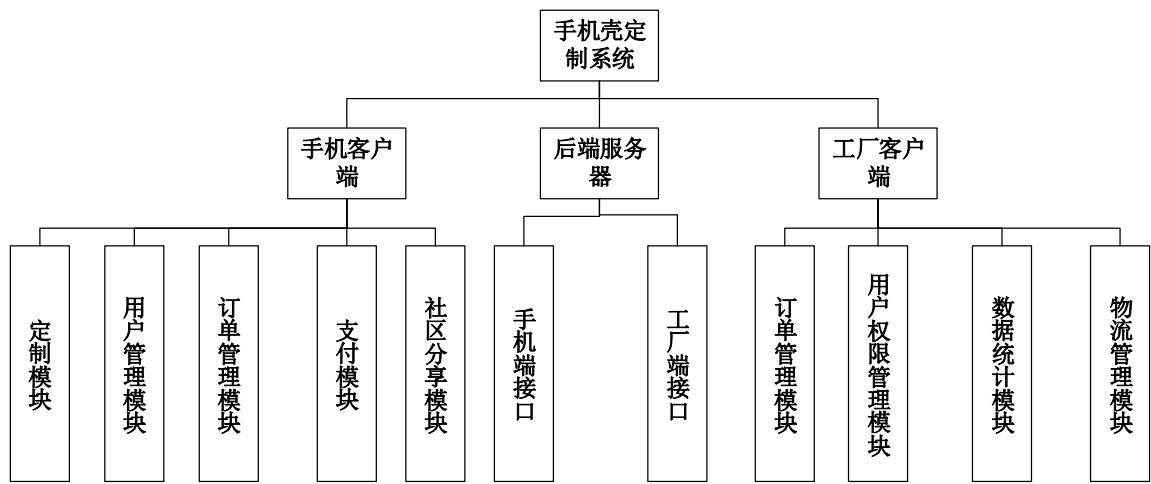 手机壳定
制系统
手机客户
端
后端服务
器
工厂客户
端
定制模块
用户管理模块
订单管理模块
支付模块
社区分享模块
手机端接口
工厂端接口
订单管理模块
用户权限管理模块
数据统计模块
物流管理模块